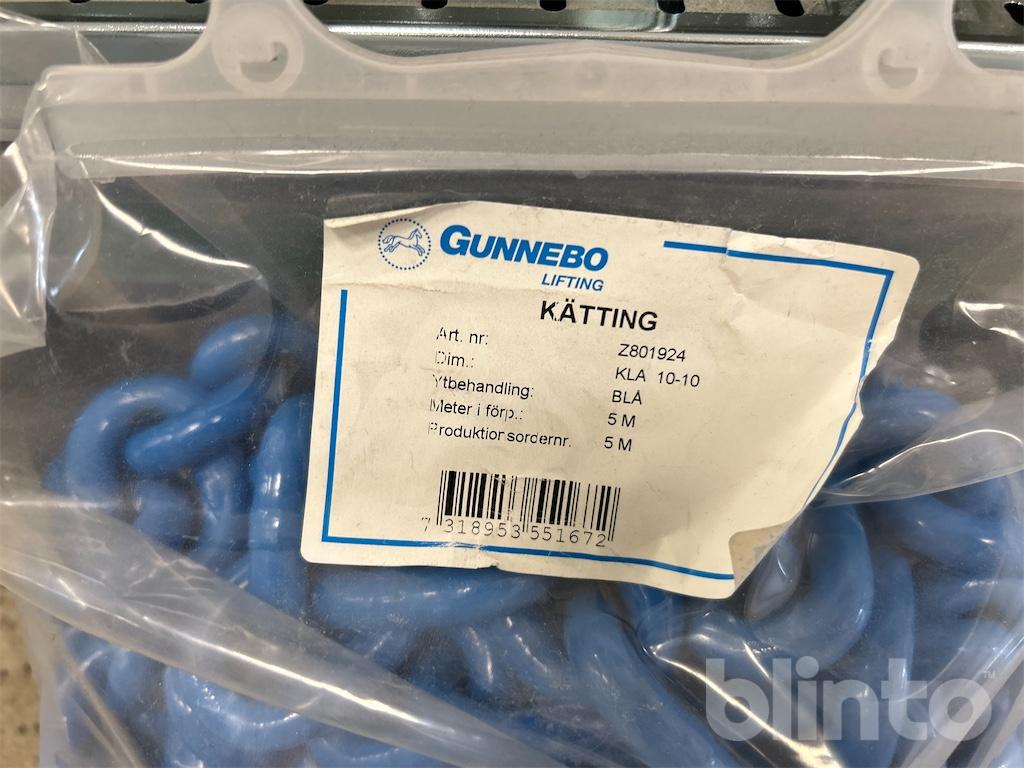 GUNNEBO
LIFTING
KÄTTING
Art. nr: Z801924
Dim.: KLA 10-10
Ytbehandling: BLÅ
Meter i förp.: 5 M
Produktionsordernr. 5 M
7 318953 551672
blinto™